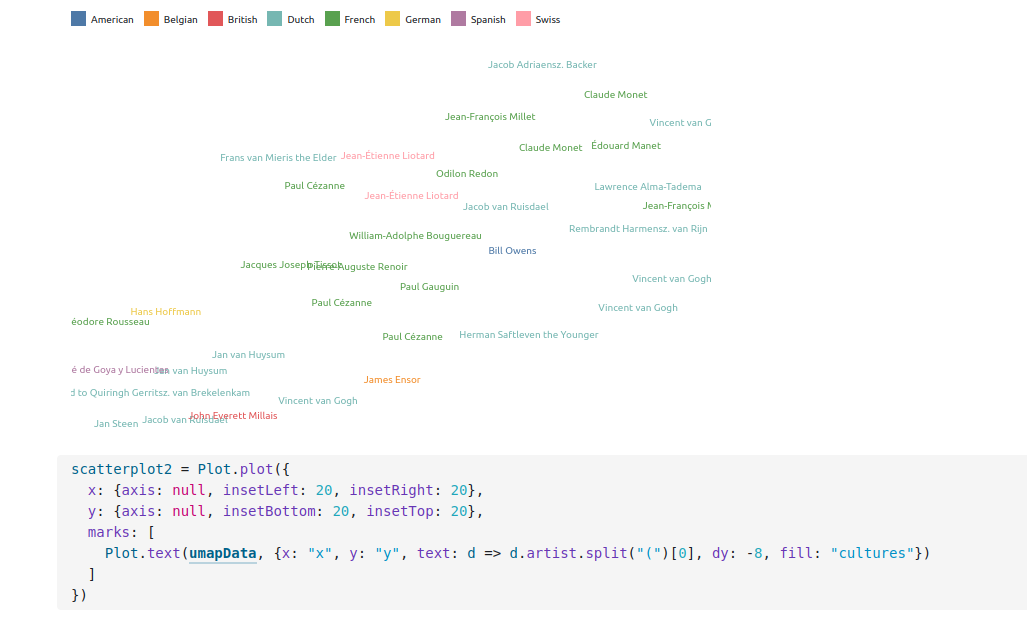 American Belgian British Dutch French German Spanish Swiss
Jacob Adriaensz. Backer
Claude Monet
Jean-François Millet
Vincent van G
Claude Monet
Édouard Manet
Frans van Mieris the Elder
Jean-Étienne Liotard
Odilon Redon
Paul Cézanne
Lawrence Alma-Tadema
Jean-Étienne Liotard
Jacob van Ruisdael
Jean-François M
Rembrandt Harmensz. van Rijn
William-Adolphe Bouguereau
Bill Owens
Jacques Joseph Tissot
Pierre-Auguste Renoir
Vincent van Gogh
Paul Gauguin
Paul Cézanne
Vincent van Gogh
Hans Hoffmann
éodore Rousseau
Paul Cézanne
Herman Saftleven the Younger
Jan van Huysum
é de Goya y Lucientes
Jan van Huysum
James Ensor
d to Quiringh Gerritsz. van Brekelenkam
Vincent van Gogh
John Everett Millais
Jacob van Ruisdael
Jan Steen
scatterplot2 = Plot.plot({
  x: {axis: null, insetLeft: 20, insetRight: 20},
  y: {axis: null, insetBottom: 20, insetTop: 20},
  marks: [
    Plot.text(umapData, {x: "x", y: "y", text: d => d.artist.split("(")[0], dy: -8, fill: "cultures"})
  ]
})